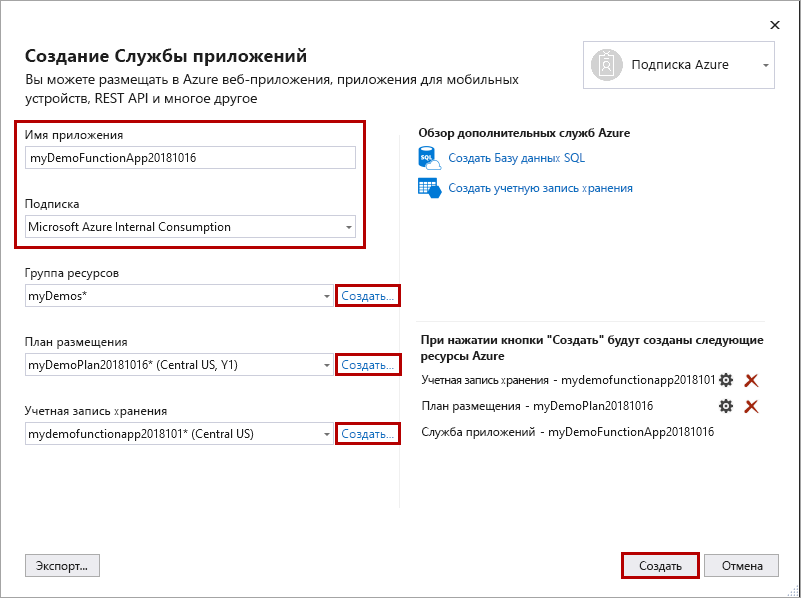 Создание Службы приложений
Вы можете размещать в Azure веб-приложения, приложения для мобильных
устройств, REST API и многое другое
Подписка Azure
Имя приложения
myDemoFunctionApp20181016
Подписка
Microsoft Azure Internal Consumption
Группа ресурсов
myDemos*
Создать...
План размещения
myDemoPlan20181016* (Central US, Y1)
Создать...
Учетная запись хранения
mydemofunctionapp2018101* (Central US)
Создать...
Обзор дополнительных служб Azure
SQL
Создать Базу данных SQL
Создать учетную запись хранения
При нажатии кнопки "Создать" будут созданы следующие
ресурсы Azure
Учетная запись хранения - mydemofunctionapp2018101
План размещения - myDemoPlan20181016
Служба приложений - myDemoFunctionApp20181016
Экспорт...
Создать
Отмена